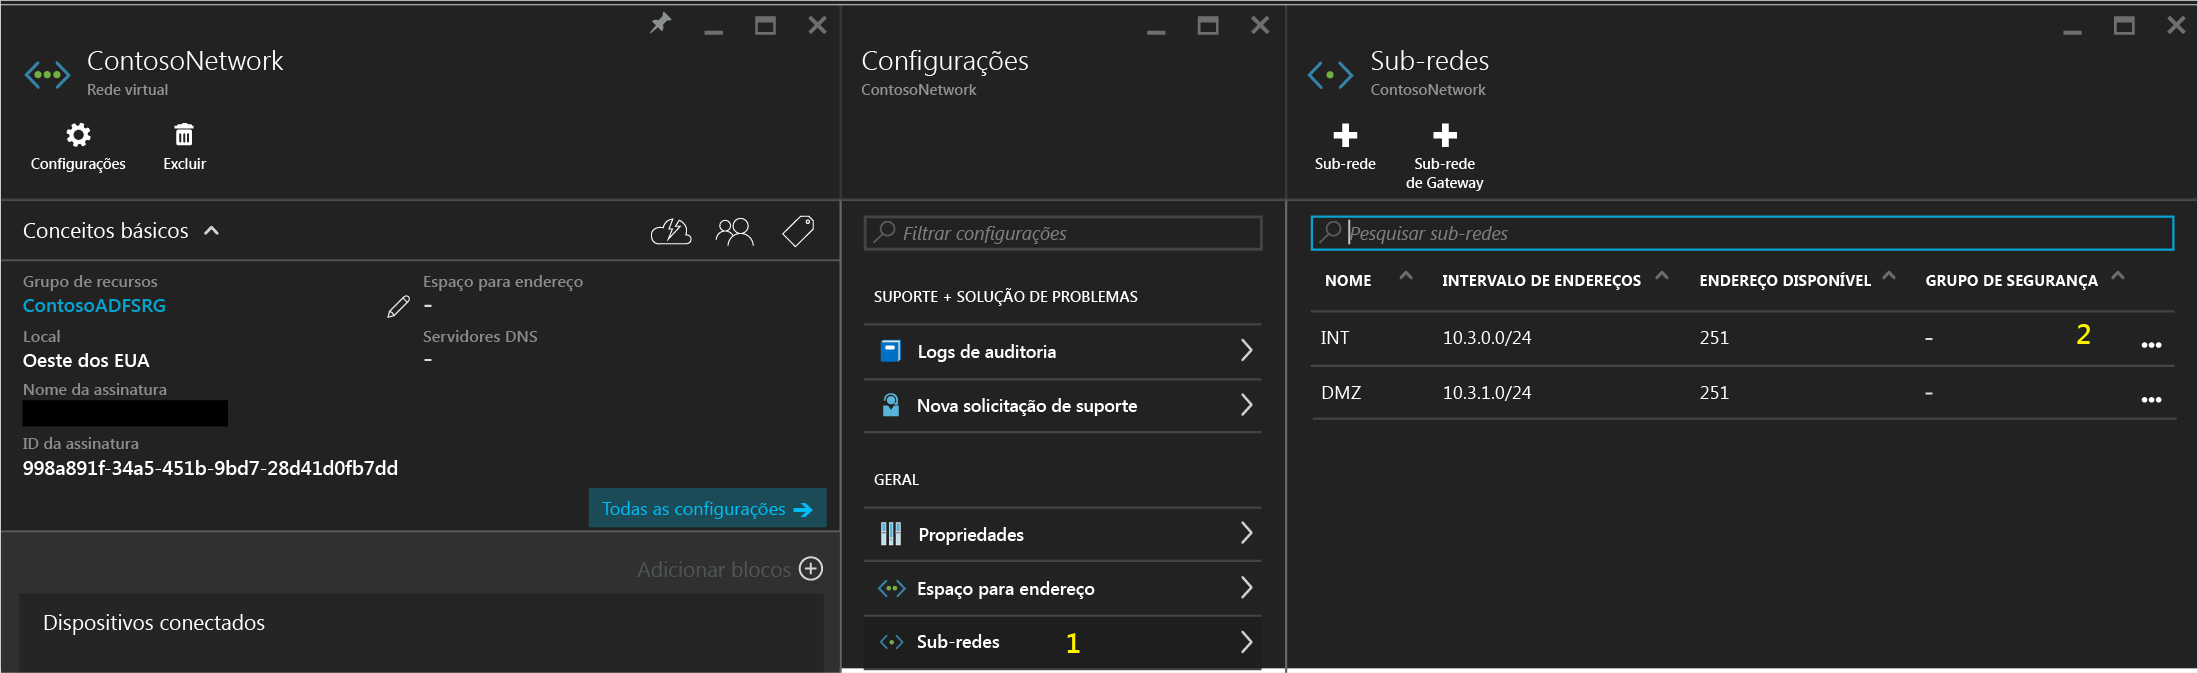 ContosoNetwork
Rede virtual
Configurações
Excluir
Conceitos básicos
Grupo de recursos
ContosoADFSRG
Espaço para endereço
-
Local
Oeste dos EUA
Servidores DNS
-
Nome da assinatura
ID da assinatura
998a891f-34a5-451b-9bd7-28d41d0fb7dd
Todas as configurações
Adicionar blocos
Dispositivos conectados
Configurações
ContosoNetwork
Filtrar configurações
SUPORTE + SOLUÇÃO DE PROBLEMAS
Logs de auditoria
Nova solicitação de suporte
GERAL
Propriedades
Espaço para endereço
Sub-redes 1
Sub-redes
ContosoNetwork
Sub-rede
Sub-rede
de Gateway
Pesquisar sub-redes
NOME INTERVALO DE ENDEREÇOS ENDEREÇO DISPONÍVEL GRUPO DE SEGURANÇA
INT 10.3.0.0/24 251 - 2 ...
DMZ 10.3.1.0/24 251 - ...